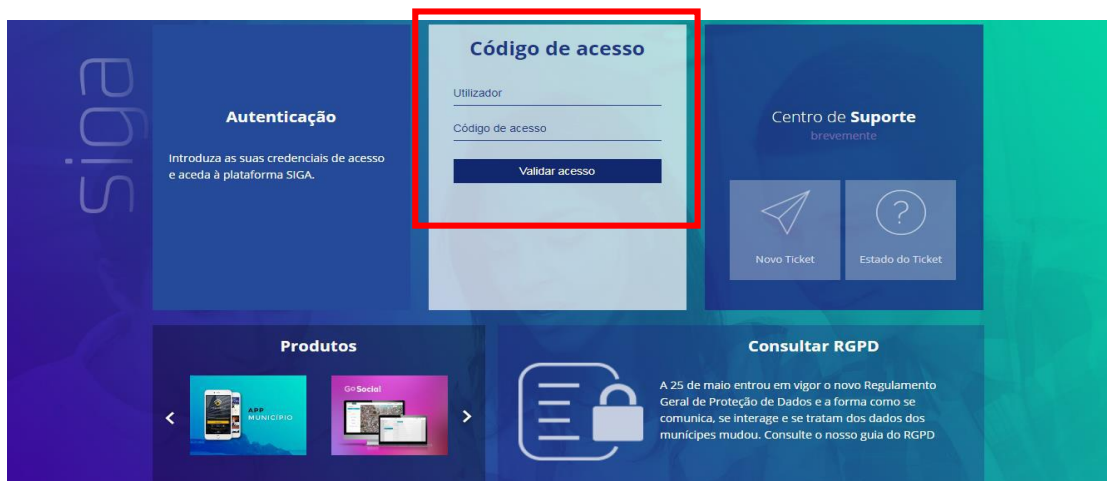 siga
Autenticação
Introduza as suas credenciais de acesso
e aceda à plataforma SIGA.
Código de acesso
Utilizador
Código de acesso
Validar acesso
Centro de Suporte
brevemente
Novo Ticket
Estado do Ticket
Produtos
APP
MUNICÍPIO
GoSocial
Consultar RGPD
A 25 de maio entrou em vigor o novo Regulamento
Geral de Proteção de Dados e a forma como se
comunica, se interage e se tratam dos dados dos
munícipes mudou. Consulte o nosso guia do RGPD